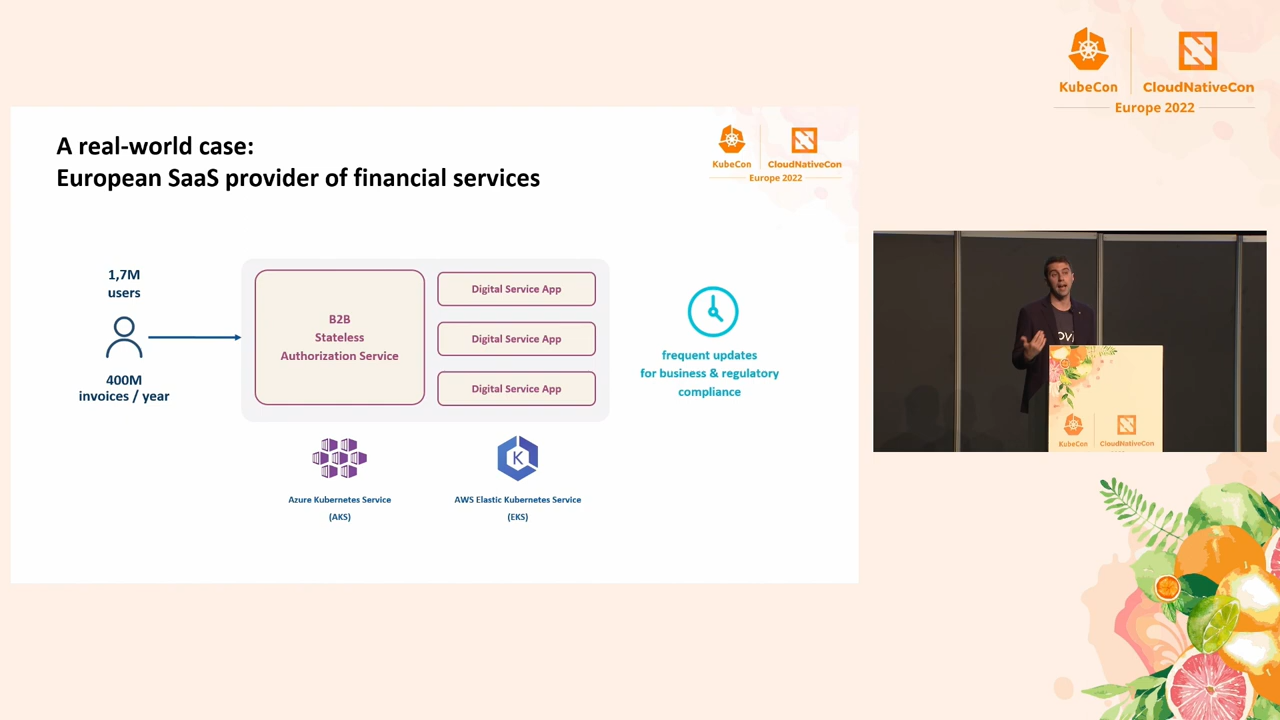 KubeCon
CloudNativeCon
Europe 2022
A real-world case:
European SaaS provider of financial services
KubeCon
CloudNativeCon
Europe 2022
1,7M
users
400M
invoices / year
B2B
Stateless
Authorization Service
Digital Service App
Digital Service App
Digital Service App
frequent updates
for business & regulatory
compliance
Azure Kubernetes Service
(AKS)
AWS Elastic Kubernetes Service
(EKS)
KubeCon
CloudNativeCon